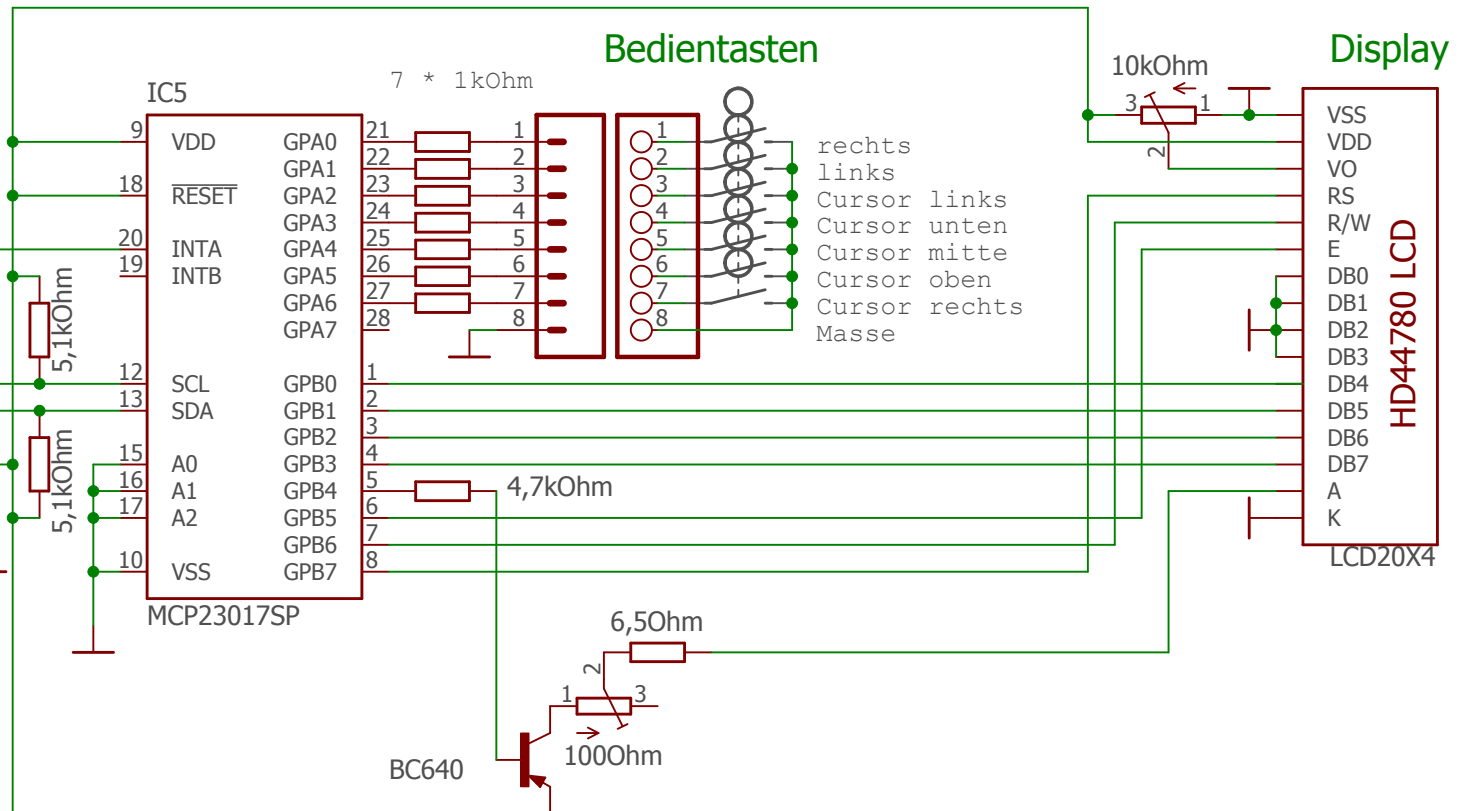 Bedientasten
Display
7 * 1kOhm
10kOhm
3
1
2
IC5
9 VDD GPA0 21
GPA1 22
18 RESET GPA2 23
GPA3 24
20 INTA GPA4 25
19 INTB GPA5 26
GPA6 27
GPA7 28
12 SCL GPB0 1
13 SDA GPB1 2
GPB2 3
15 A0 GPB3 4
16 A1 GPB4 5
17 A2 GPB5 6
GPB6 7
10 VSS GPB7 8
MCP23017SP
5,1kOhm
5,1kOhm
1
2
3
4
5
6
7
8
1
2
3
4
5
6
7
8
rechts
links
Cursor links
Cursor unten
Cursor mitte
Cursor oben
Cursor rechts
Masse
VSS
VDD
VO
RS
R/W
E
DB0
DB1
DB2
DB3
DB4
DB5
DB6
DB7
A
K
HD44780 LCD
LCD20X4
4,7kOhm
6,5Ohm
2
1
3
100Ohm
BC640